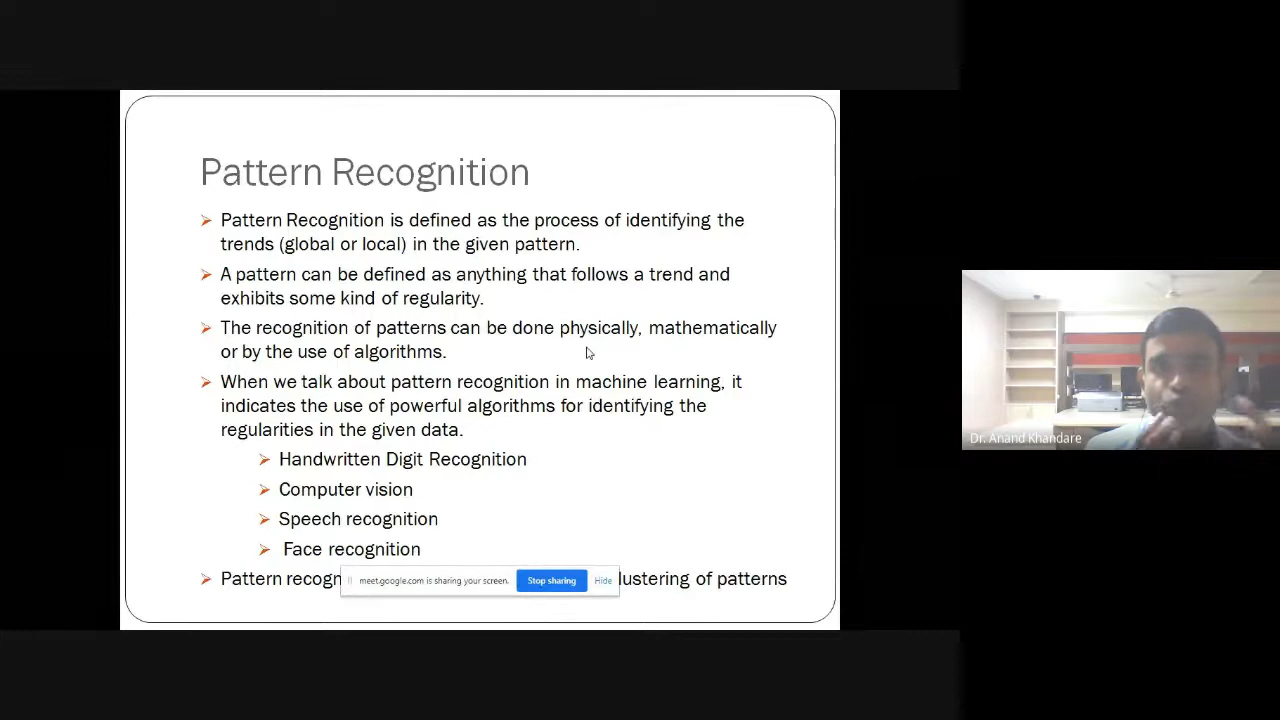 Pattern Recognition
Pattern Recognition is defined as the process of identifying the
trends (global or local) in the given pattern.
A pattern can be defined as anything that follows a trend and
exhibits some kind of regularity.
The recognition of patterns can be done physically, mathematically
or by the use of algorithms.
When we talk about pattern recognition in machine learning, it
indicates the use of powerful algorithms for identifying the
regularities in the given data.
Handwritten Digit Recognition
Computer vision
Speech recognition
Face recognition
Pattern recogn
meet.google.com is sharing your screen. Stop sharing Hide
lustering of patterns
Dr. Anand Khandare